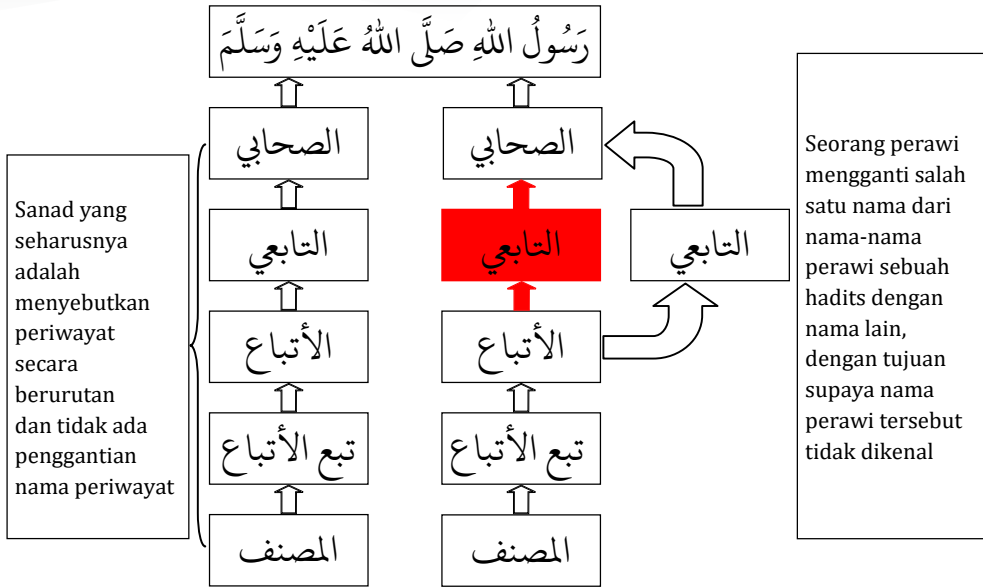 رَسُولُ اللهِ صَلَّى اللهُ عَلَيْهِ وَسَلَّمَ
الصحابي
التابعي
الأتباع
تبع الأتباع
المصنف
الصحابي
التابعي
الأتباع
تبع الأتباع
المصنف
التابعي
Sanad yang
seharusnya
adalah
menyebutkan
periwayat
secara
berurutan
dan tidak ada
penggantian
nama periwayat
Seorang perawi
mengganti salah
satu nama dari
nama-nama
perawi sebuah
hadits dengan
nama lain,
dengan tujuan
supaya nama
perawi tersebut
tidak dikenal